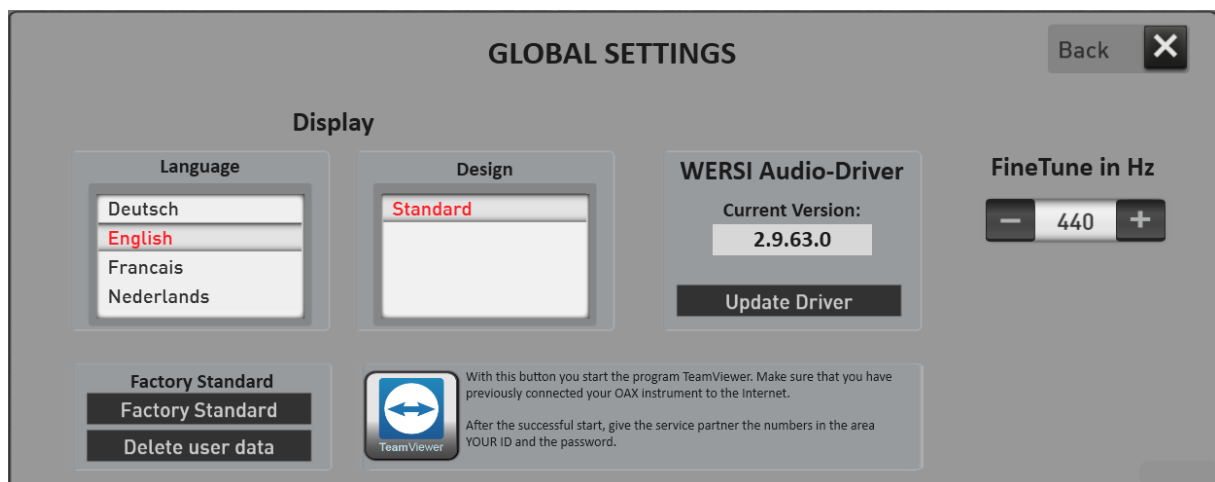 GLOBAL SETTINGS
Back
Display
Language
Deutsch
English
Francais
Nederlands
Design
Standard
WERSI Audio-Driver
Current Version:
2.9.63.0
Update Driver
FineTune in Hz
− 440 +
Factory Standard
Factory Standard
Delete user data
TeamViewer
With this button you start the program TeamViewer. Make sure that you have
previously connected your OAX instrument to the Internet.
After the successful start, give the service partner the numbers in the area
YOUR ID and the password.